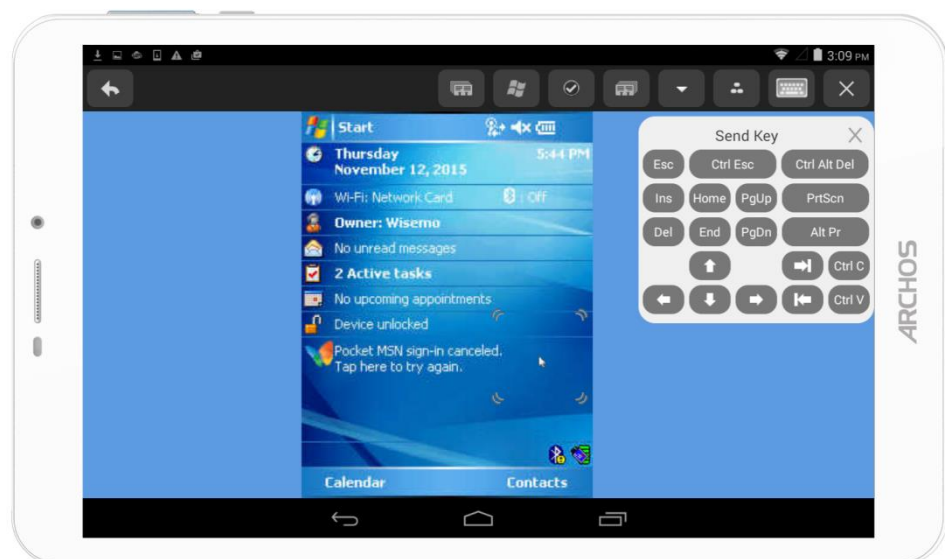 3:09 PM
Start
Thursday
5:44 PM
November 12, 2015
Wi-Fi: Network Card
: Off
Owner: Wisemo
No unread messages
2 Active tasks
No upcoming appointments
Device unlocked
Pocket MSN sign-in canceled.
Tap here to try again.
Calendar
Contacts
Send Key
Esc
Ctrl Esc
Ctrl Alt Del
Ins
Home
PgUp
PrtScn
Del
End
PgDn
Alt Pr
Ctrl C
Ctrl V
ARCHOS